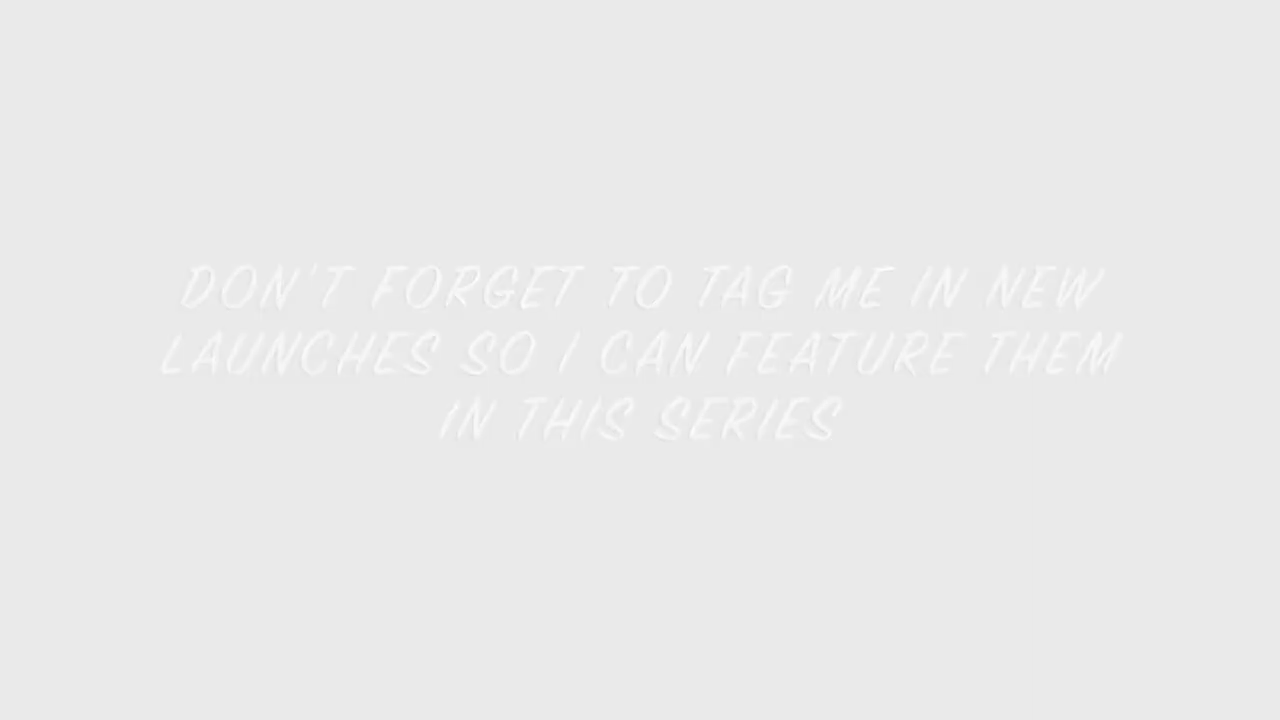 DON'T FORGET TO TAG ME IN NEW
LAUNCHES SO I CAN FEATURE THEM
IN THIS SERIES